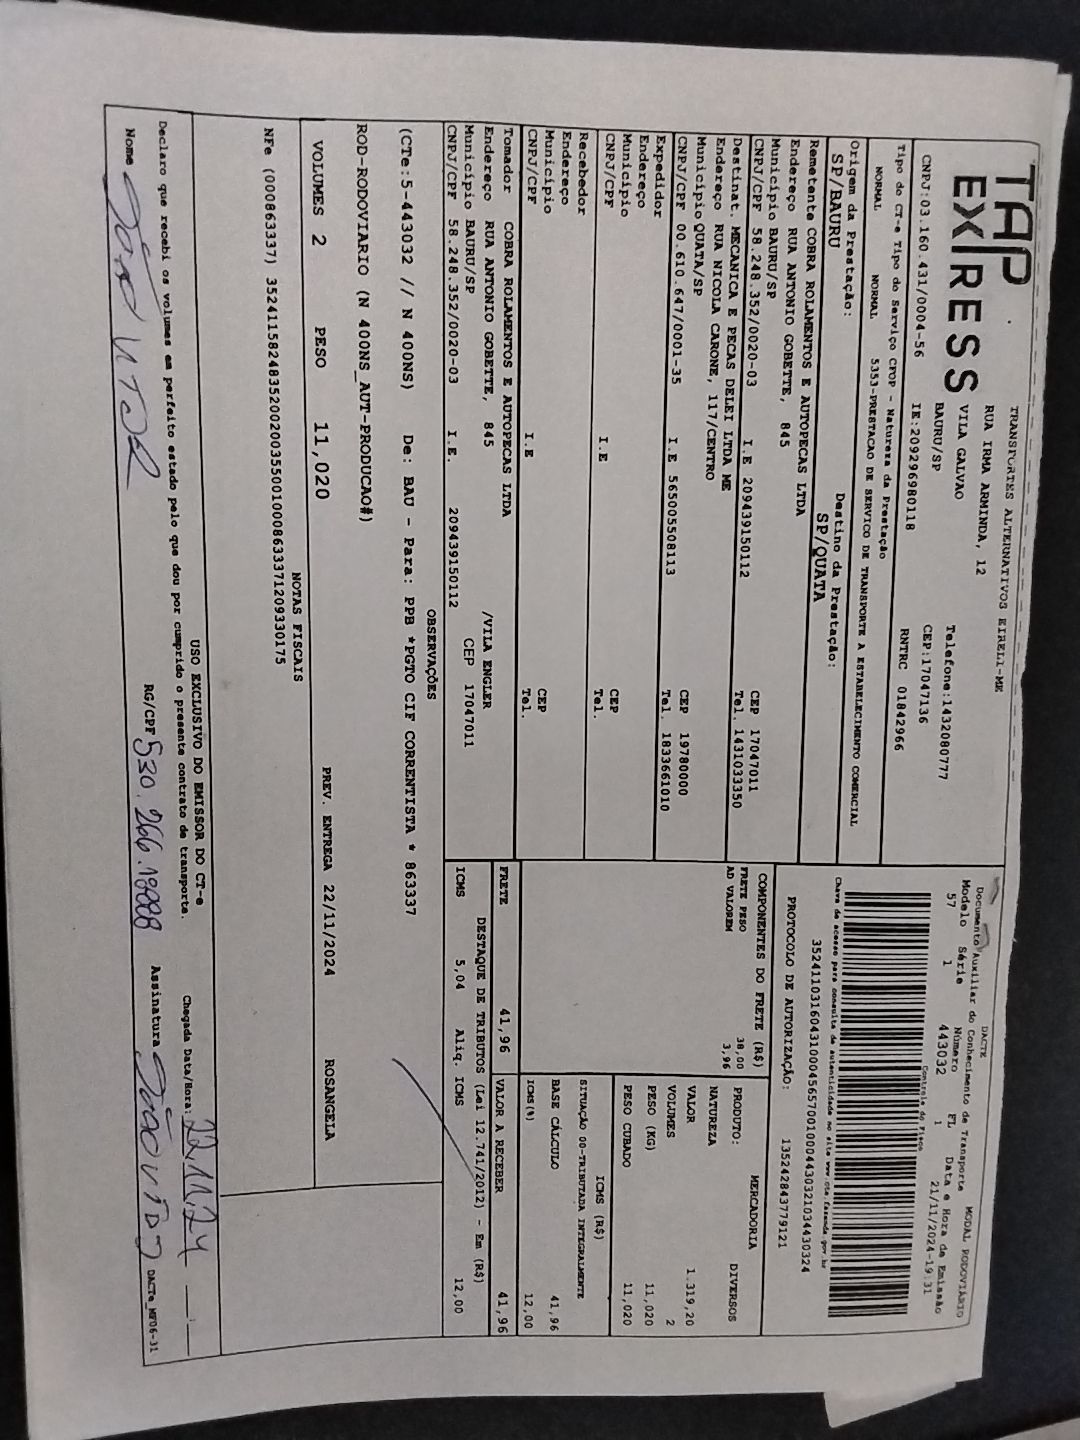 TAP
EXPRESS
TRANSPORTES ALTERNATIVOS EIRELI-ME
RUA IRMA ARMINDA, 12
VILA GALVAO
BAURU/SP
Telefone:1432080777
CEP:17047136
CNPJ:03.160.431/0004-56 IE:209296980118 RNTRC 01842966
Tipo do CT-e Tipo do Serviço CFOP - Natureza da Prestação
NORMAL NORMAL 5353-PRESTACAO DE SERVICO DE TRANSPORTE A ESTABELECIMENTO COMERCIAL
Origem da Prestação: Destino da Prestação:
SP/BAURU SP/QUATA
Remetente COBRA ROLAMENTOS E AUTOPECAS LTDA
Endereço RUA ANTONIO GOBETTE, 845
Município BAURU/SP CEP 17047011
CNPJ/CPF 58.248.352/0020-03 I.E 209439150112 Tel. 1431033350
Destinat. MECANICA E PECAS DELEI LTDA ME
Endereço RUA NICOLA CARONE, 117/CENTRO
Município QUATA/SP CEP 19780000
CNPJ/CPF 00.610.647/0001-35 I.E 565005508113 Tel. 1833661010
Expedidor
Endereço
Município CEP
CNPJ/CPF I.E Tel.
Recebedor
Endereço
Município CEP
CNPJ/CPF I.E Tel.
Tomador COBRA ROLAMENTOS E AUTOPECAS LTDA
Endereço RUA ANTONIO GOBETTE, 845 /VILA ENGLER
Município BAURU/SP CEP 17047011
CNPJ/CPF 58.248.352/0020-03 I.E. 209439150112
DACTE MODAL RODOVIÁRIO
Documento Auxiliar do Conhecimento de Transporte
Modelo Série Número FL Data e Hora de Emissão
57 1 443032 1 21/11/2024-19:31
Controle do Fisco
Chave de acesso para consulta de autenticidade no site www.cte.fazenda.gov.br
35241103160431000456570010004430321034430324
PROTOCOLO DE AUTORIZAÇÃO: 135242843779121
COMPONENTES DO FRETE (R$)
FRETE PESO 38,00
AD VALOREM 3,96
MERCADORIA
PRODUTO: DIVERSOS
NATUREZA
VALOR 1.319,20
VOLUMES 2
PESO (KG) 11,020
PESO CUBADO 11,020
ICMS (R$)
SITUAÇÃO 00-TRIBUTADA INTEGRALMENTE
BASE CÁLCULO 41,96
ICMS(%) 12,00
FRETE 41,96 VALOR A RECEBER 41,96
DESTAQUE DE TRIBUTOS (Lei 12.741/2012) - Em (R$)
ICMS 5,04 Aliq. ICMS 12,00
OBSERVAÇÕES
(CTe:5-443032 // N 400NS) De: BAU - Para: PPB *PGTO CIF CORRENTISTA * 863337
ROD-RODOVIARIO (N 400NS_AUT-PRODUCAO#)
VOLUMES 2 PESO 11,020 PREV. ENTREGA 22/11/2024 ROSANGELA
NOTAS FISCAIS
NFe (000863337) 35241158248352002003550010008633371209330175
USO EXCLUSIVO DO EMISSOR DO CT-e
Declaro que recebi os volumes em perfeito estado pelo que dou por cumprido o presente contrato de transporte. Chegada Data/Hora: 22/11/24
Nome João Vitor RG/CPF Assinatura João Vitor
DACTe_MF06-31